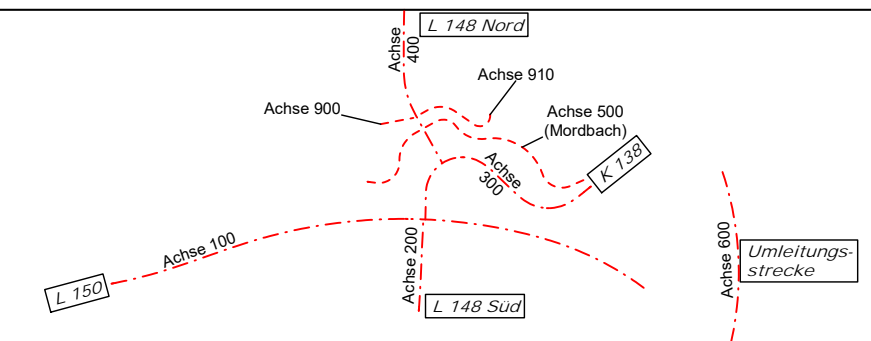 L 148 Nord
Achse
400
Achse 910
Achse 900
Achse 500
(Mordbach)
K 138
Achse
300
Achse 100
Achse 200
Achse 600
Umleitungs-
strecke
L 150
L 148 Süd